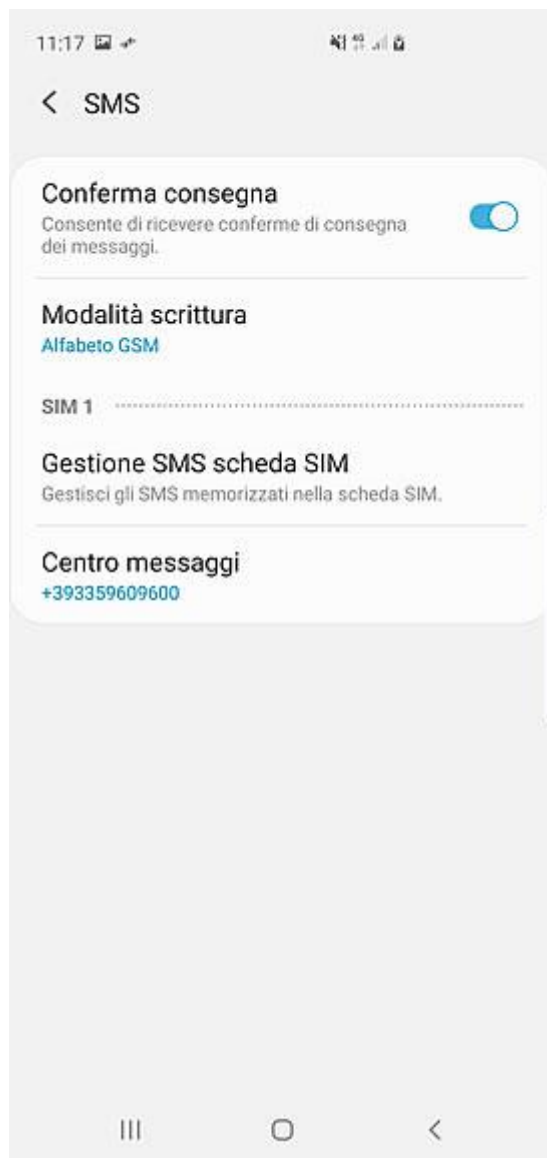 11:17
SMS
Conferma consegna
Consente di ricevere conferme di consegna
dei messaggi.
Modalità scrittura
Alfabeto GSM
SIM 1
Gestione SMS scheda SIM
Gestisci gli SMS memorizzati nella scheda SIM.
Centro messaggi
+393359609600